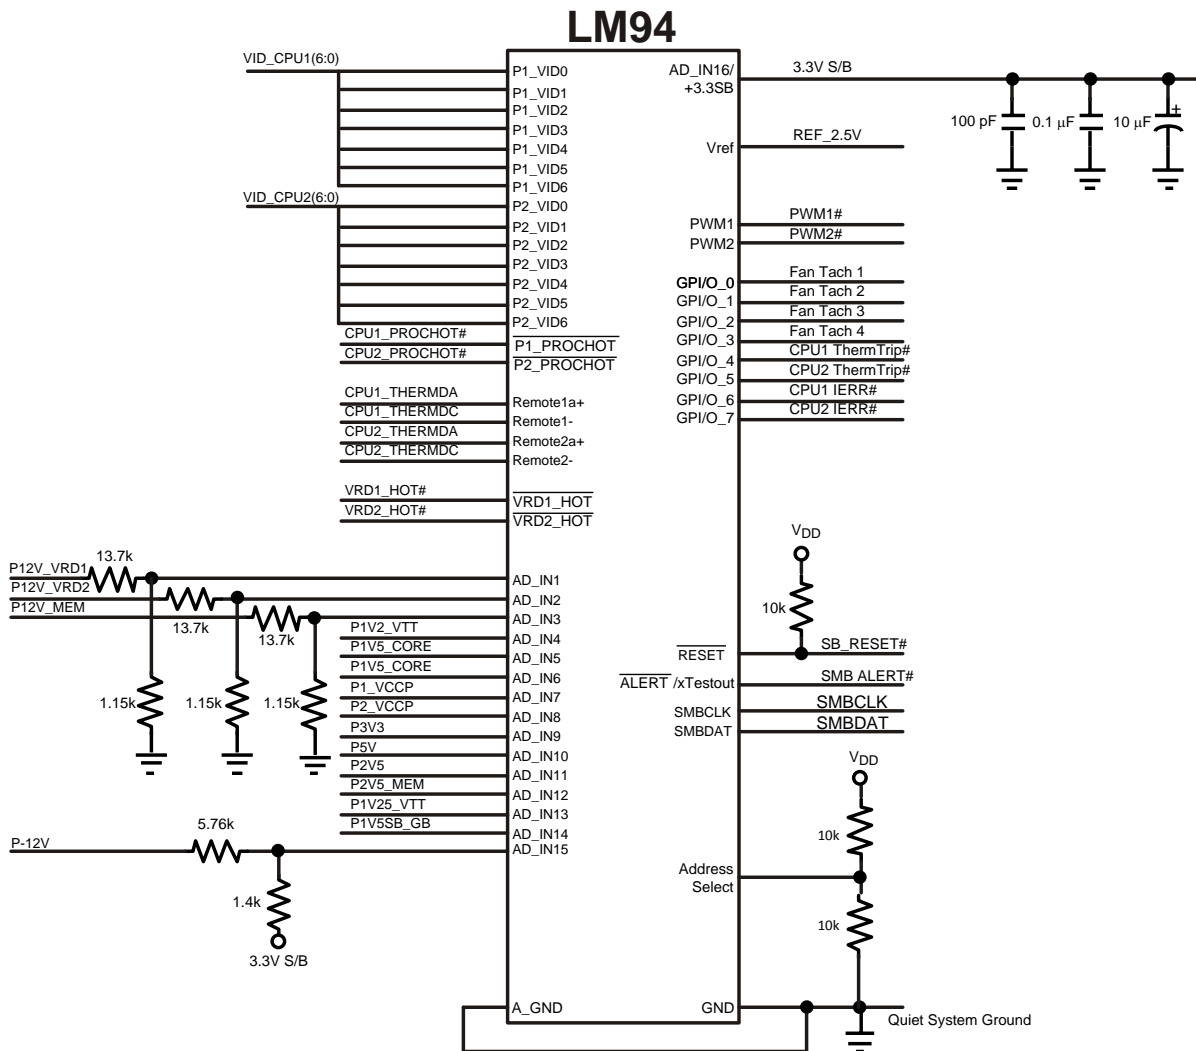 LM94
VID_CPU1(6:0)
P1_VID0
P1_VID1
P1_VID2
P1_VID3
P1_VID4
P1_VID5
P1_VID6
VID_CPU2(6:0)
P2_VID0
P2_VID1
P2_VID2
P2_VID3
P2_VID4
P2_VID5
P2_VID6
CPU1_PROCHOT#
P1_PROCHOT
CPU2_PROCHOT#
P2_PROCHOT
CPU1_THERMDA
Remote1a+
CPU1_THERMDC
Remote1-
CPU2_THERMDA
Remote2a+
CPU2_THERMDC
Remote2-
VRD1_HOT#
VRD1_HOT
VRD2_HOT#
VRD2_HOT
P12V_VRD1
13.7k
AD_IN1
P12V_VRD2
13.7k
AD_IN2
P12V_MEM
13.7k
AD_IN3
1.15k
1.15k
1.15k
P1V2_VTT
AD_IN4
P1V5_CORE
AD_IN5
P1V5_CORE
AD_IN6
P1_VCCP
AD_IN7
P2_VCCP
AD_IN8
P3V3
AD_IN9
P5V
AD_IN10
P2V5
AD_IN11
P2V5_MEM
AD_IN12
P1V25_VTT
AD_IN13
P1V5SB_GB
AD_IN14
P-12V
5.76k
AD_IN15
1.4k
3.3V S/B
A_GND
AD_IN16/
+3.3SB
3.3V S/B
100 pF
0.1 μF
10 μF
+
Vref
REF_2.5V
PWM1
PWM1#
PWM2
PWM2#
GPI/O_0
Fan Tach 1
GPI/O_1
Fan Tach 2
GPI/O_2
Fan Tach 3
GPI/O_3
Fan Tach 4
GPI/O_4
CPU1 ThermTrip#
GPI/O_5
CPU2 ThermTrip#
GPI/O_6
CPU1 IERR#
GPI/O_7
CPU2 IERR#
VDD
10k
RESET
SB_RESET#
ALERT /xTestout
SMB ALERT#
SMBCLK
SMBCLK
SMBDAT
SMBDAT
VDD
10k
Address
Select
10k
GND
Quiet System Ground